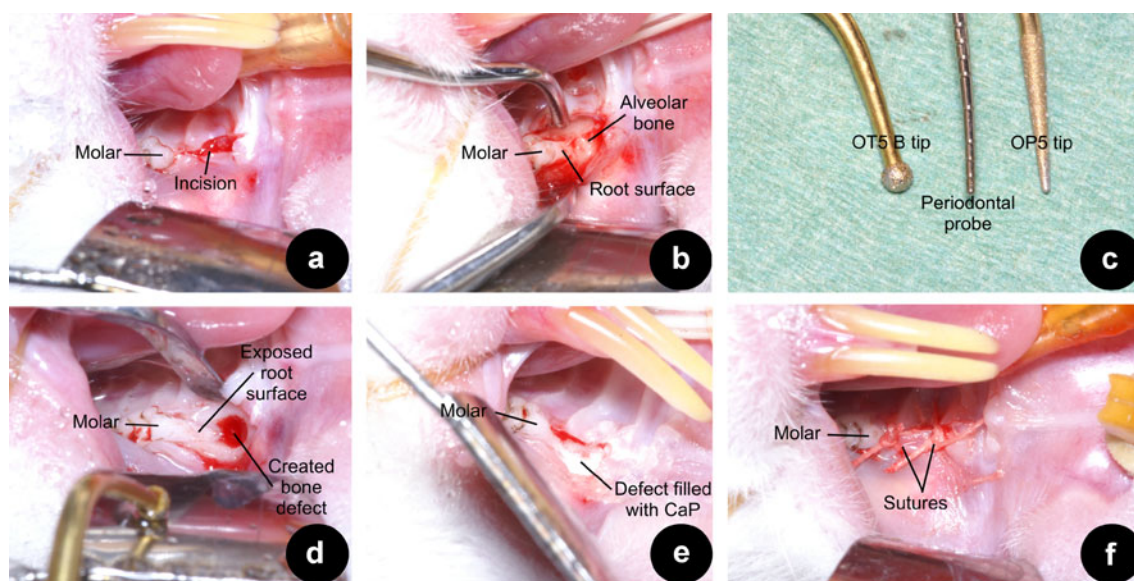 Molar
Incision
a
Alveolar
bone
Molar
Root surface
b
OT5 B tip
OP5 tip
Periodontal
probe
c
Exposed
root
surface
Molar
Created
bone
defect
d
Molar
Defect filled
with CaP
e
Molar
Sutures
f